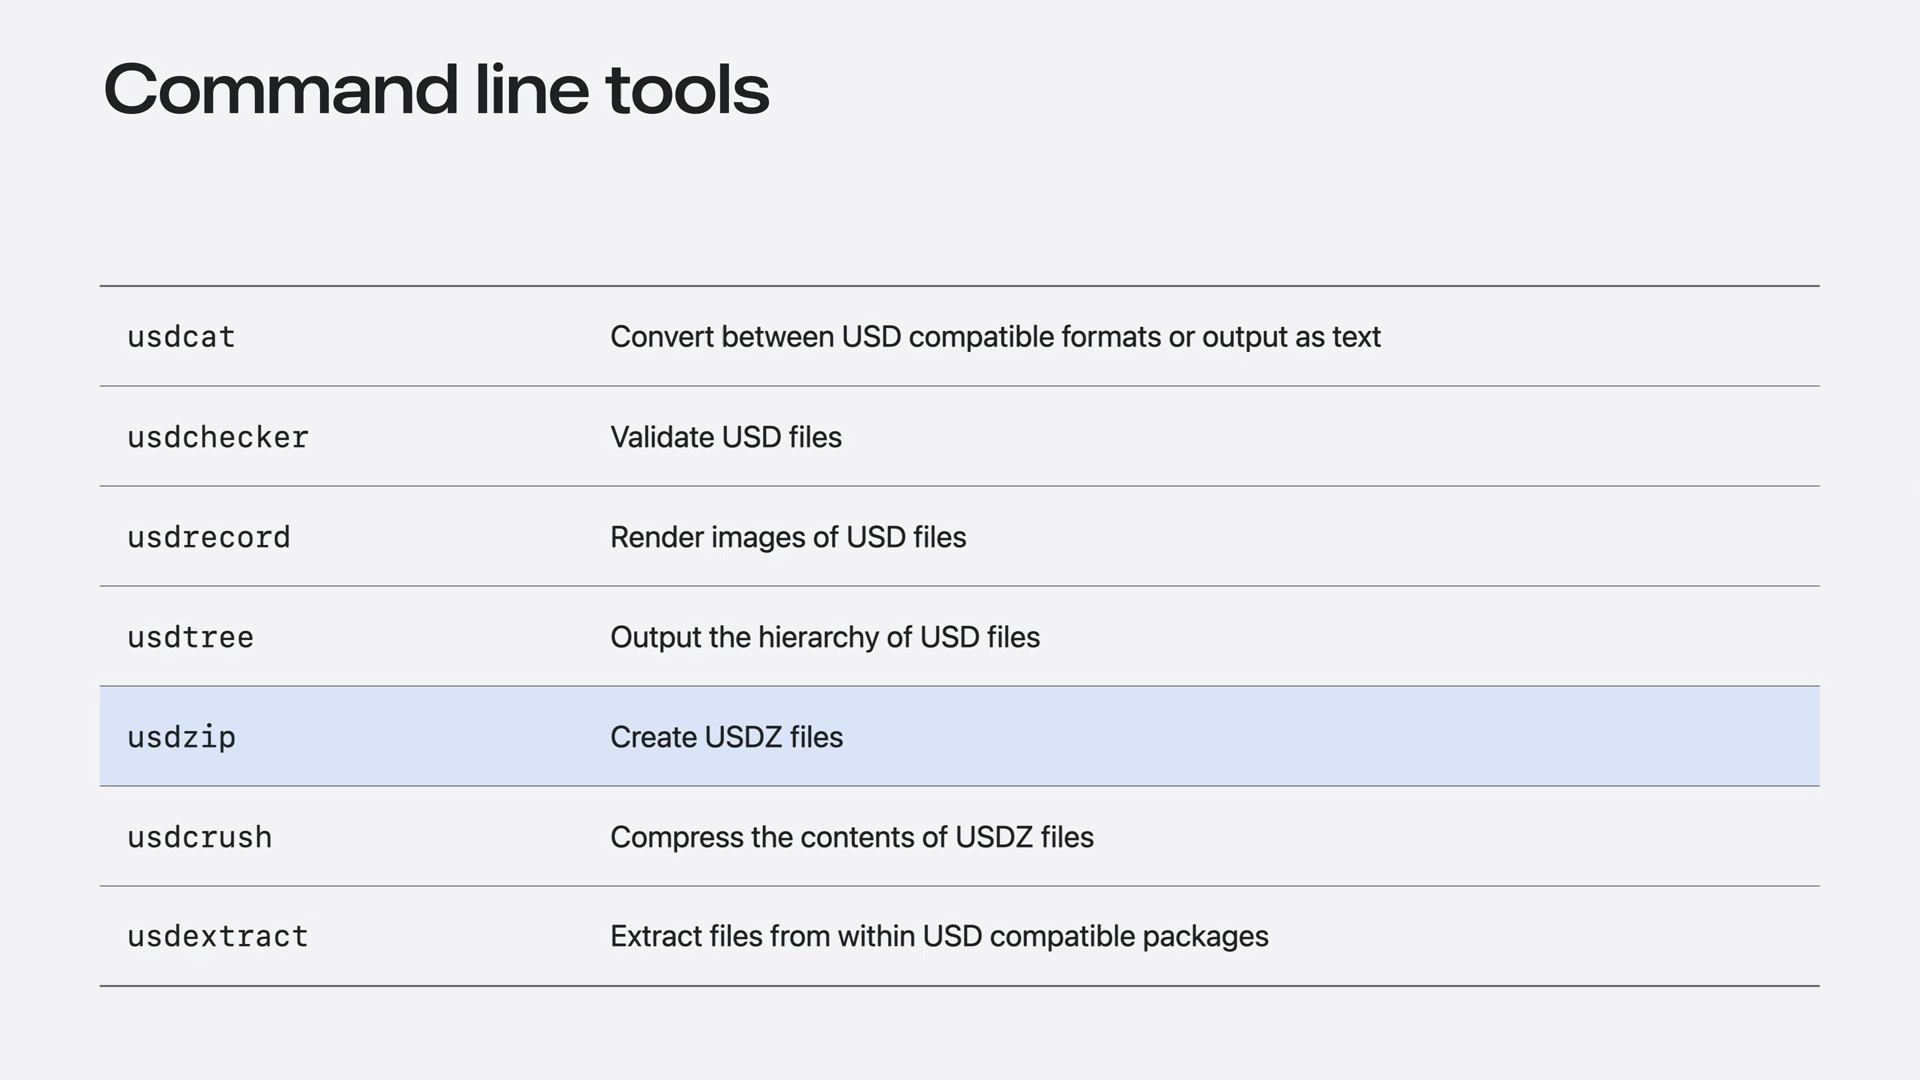 Command line tools
usdcat Convert between USD compatible formats or output as text
usdchecker Validate USD files
usdrecord Render images of USD files
usdtree Output the hierarchy of USD files
usdzip Create USDZ files
usdcrush Compress the contents of USDZ files
usdextract Extract files from within USD compatible packages